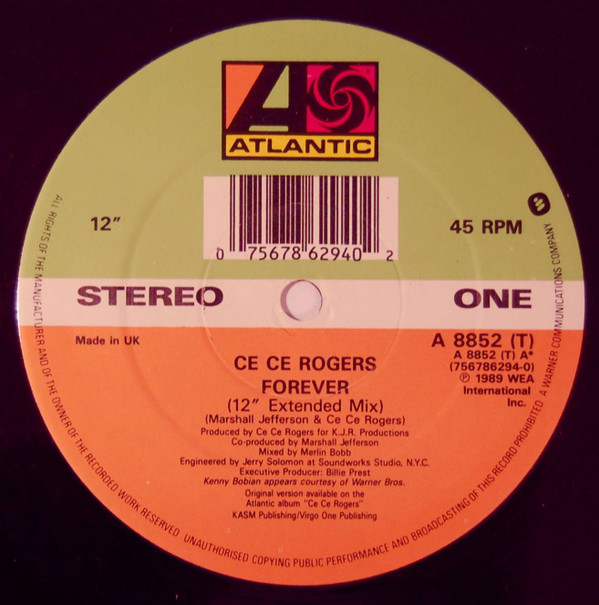 ATLANTIC
12"
0 75678 62940 2
45 RPM
STEREO
ONE
Made in UK
A 8852 (T)
A 8852 (T) A*
(756786294-0)
℗ 1989 WEA
International
Inc.
CE CE ROGERS
FOREVER
(12" Extended Mix)
(Marshall Jefferson & Ce Ce Rogers)
Produced by Ce Ce Rogers for K.J.R. Productions
Co-produced by Marshall Jefferson
Mixed by Merlin Bobb
Engineered by Jerry Solomon at Soundworks Studio, N.Y.C.
Executive Producer: Billie Prest
Kenny Bobian appears courtesy of Warner Bros.
Original version available on the
Atlantic album "Ce Ce Rogers"
KASM Publishing/Virgo One Publishing
ALL RIGHTS OF THE MANUFACTURER AND OF THE OWNER OF THE RECORDED WORK RESERVED UNAUTHORISED COPYING PUBLIC PERFORMANCE AND BROADCASTING OF THIS RECORD PROHIBITED A WARNER COMMUNICATIONS COMPANY